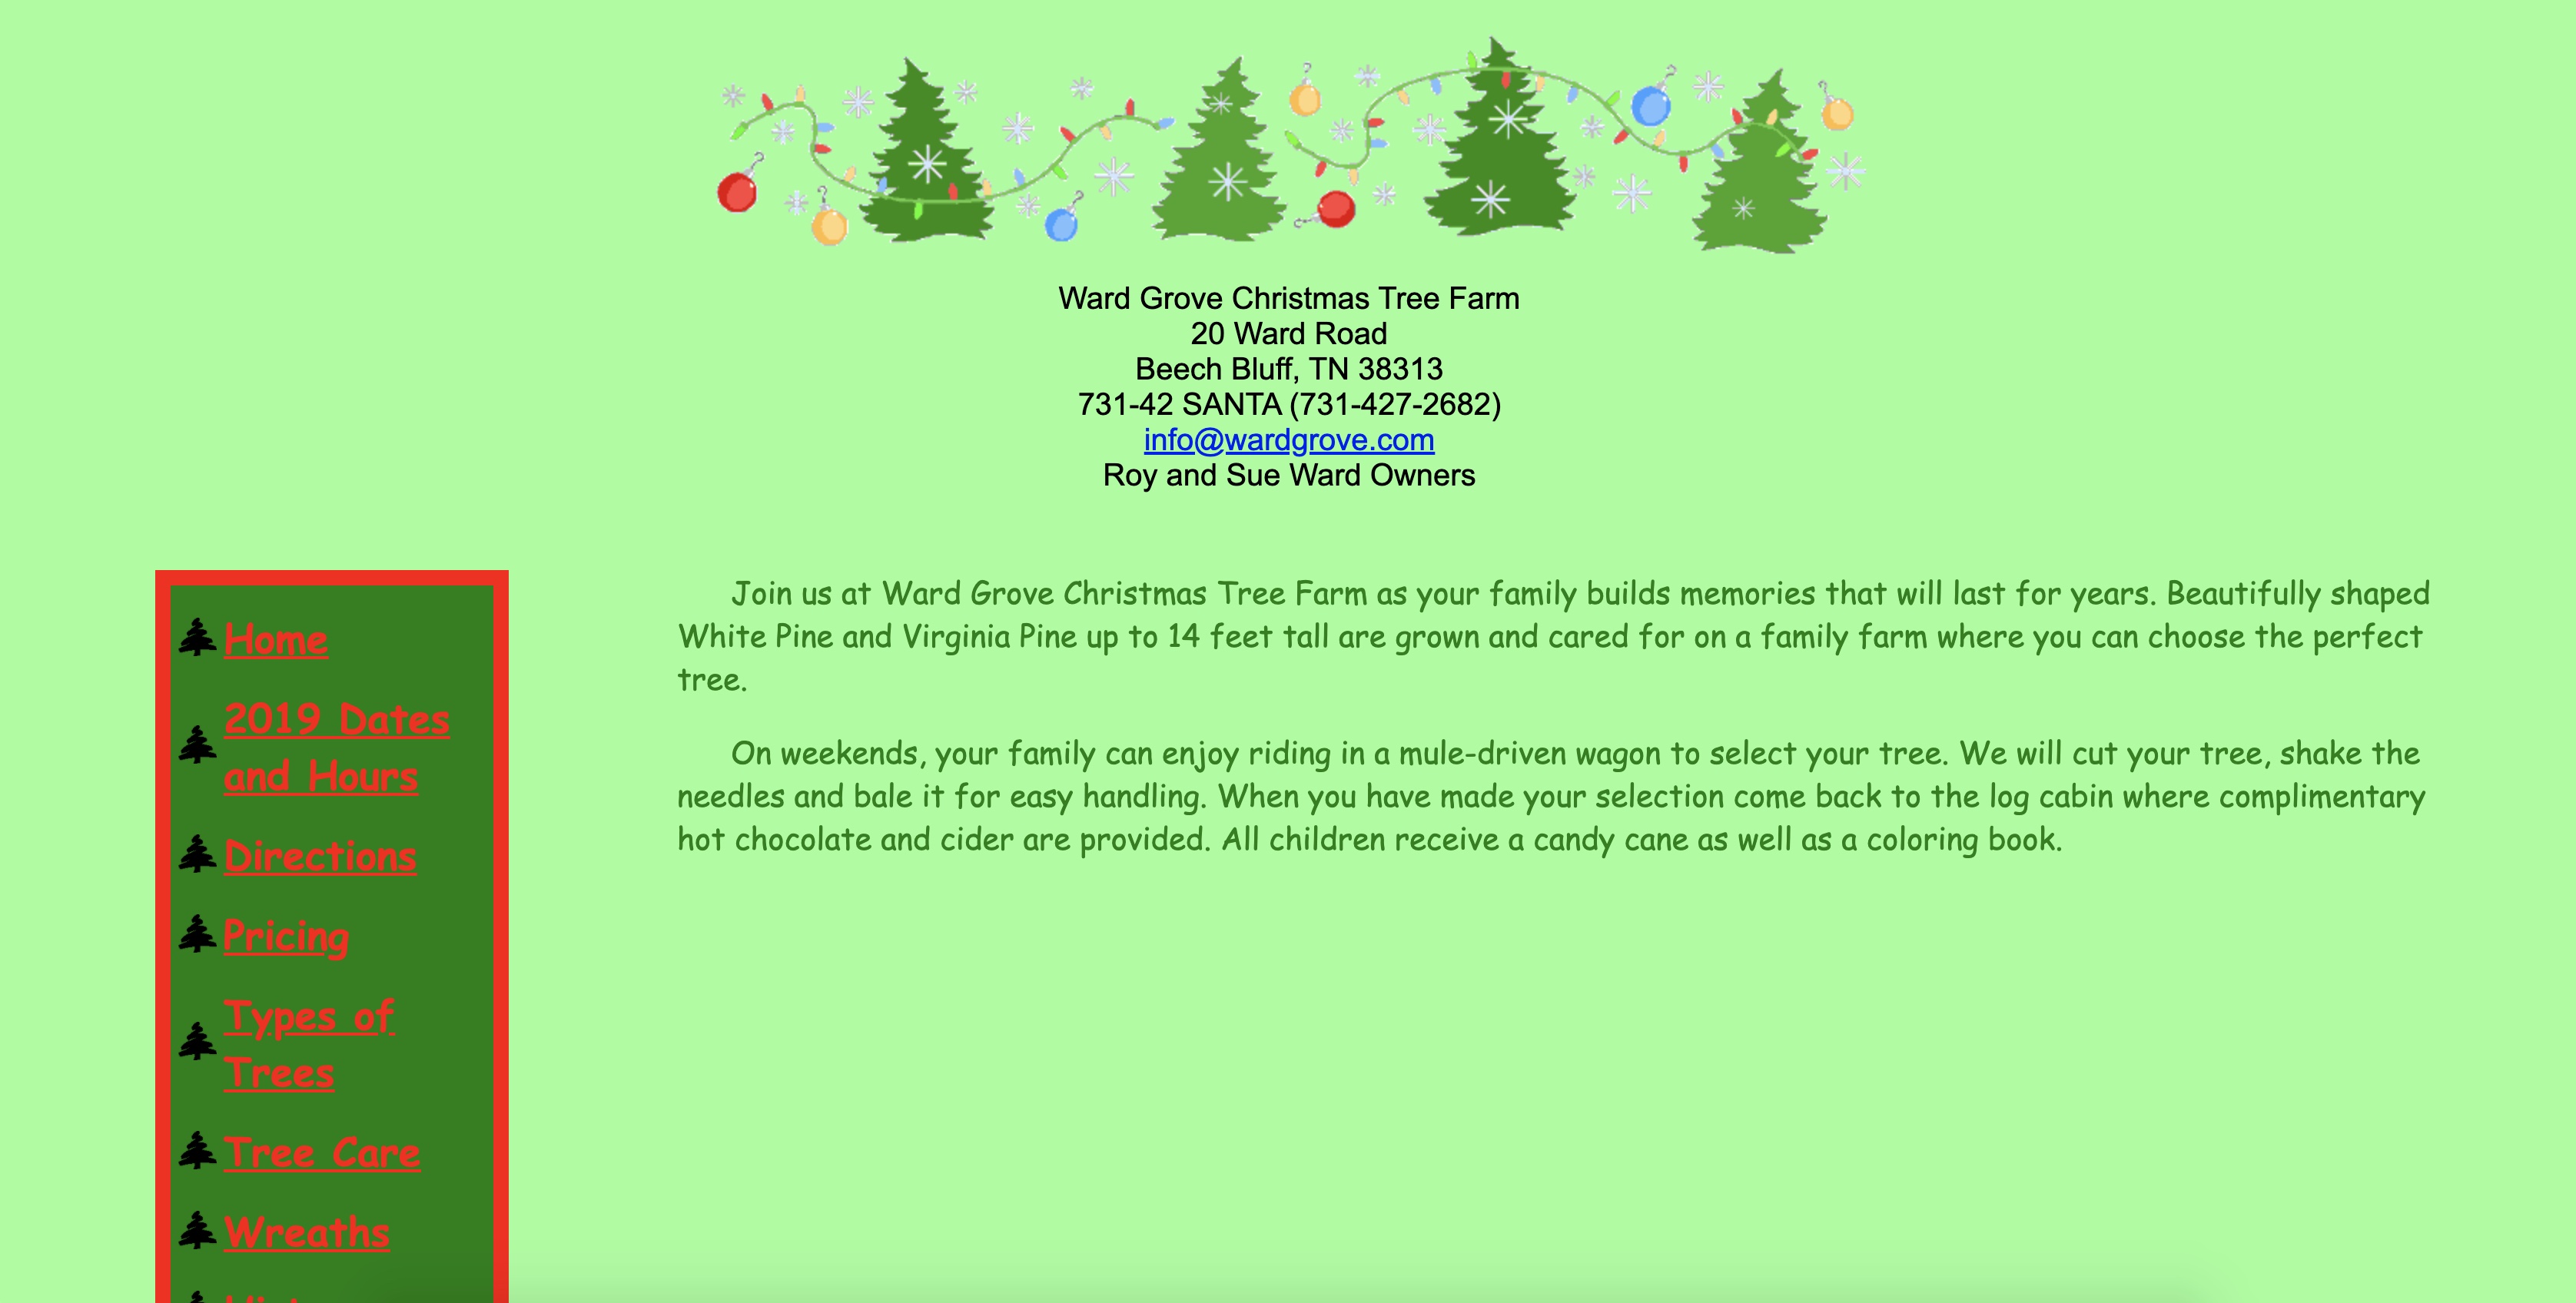 Ward Grove Christmas Tree Farm
20 Ward Road
Beech Bluff, TN 38313
731-42 SANTA (731-427-2682)
info@wardgrove.com
Roy and Sue Ward Owners
Home
2019 Dates
and Hours
Directions
Pricing
Types of
Trees
Tree Care
Wreaths
Join us at Ward Grove Christmas Tree Farm as your family builds memories that will last for years. Beautifully shaped
White Pine and Virginia Pine up to 14 feet tall are grown and cared for on a family farm where you can choose the perfect
tree.
On weekends, your family can enjoy riding in a mule-driven wagon to select your tree. We will cut your tree, shake the
needles and bale it for easy handling. When you have made your selection come back to the log cabin where complimentary
hot chocolate and cider are provided. All children receive a candy cane as well as a coloring book.